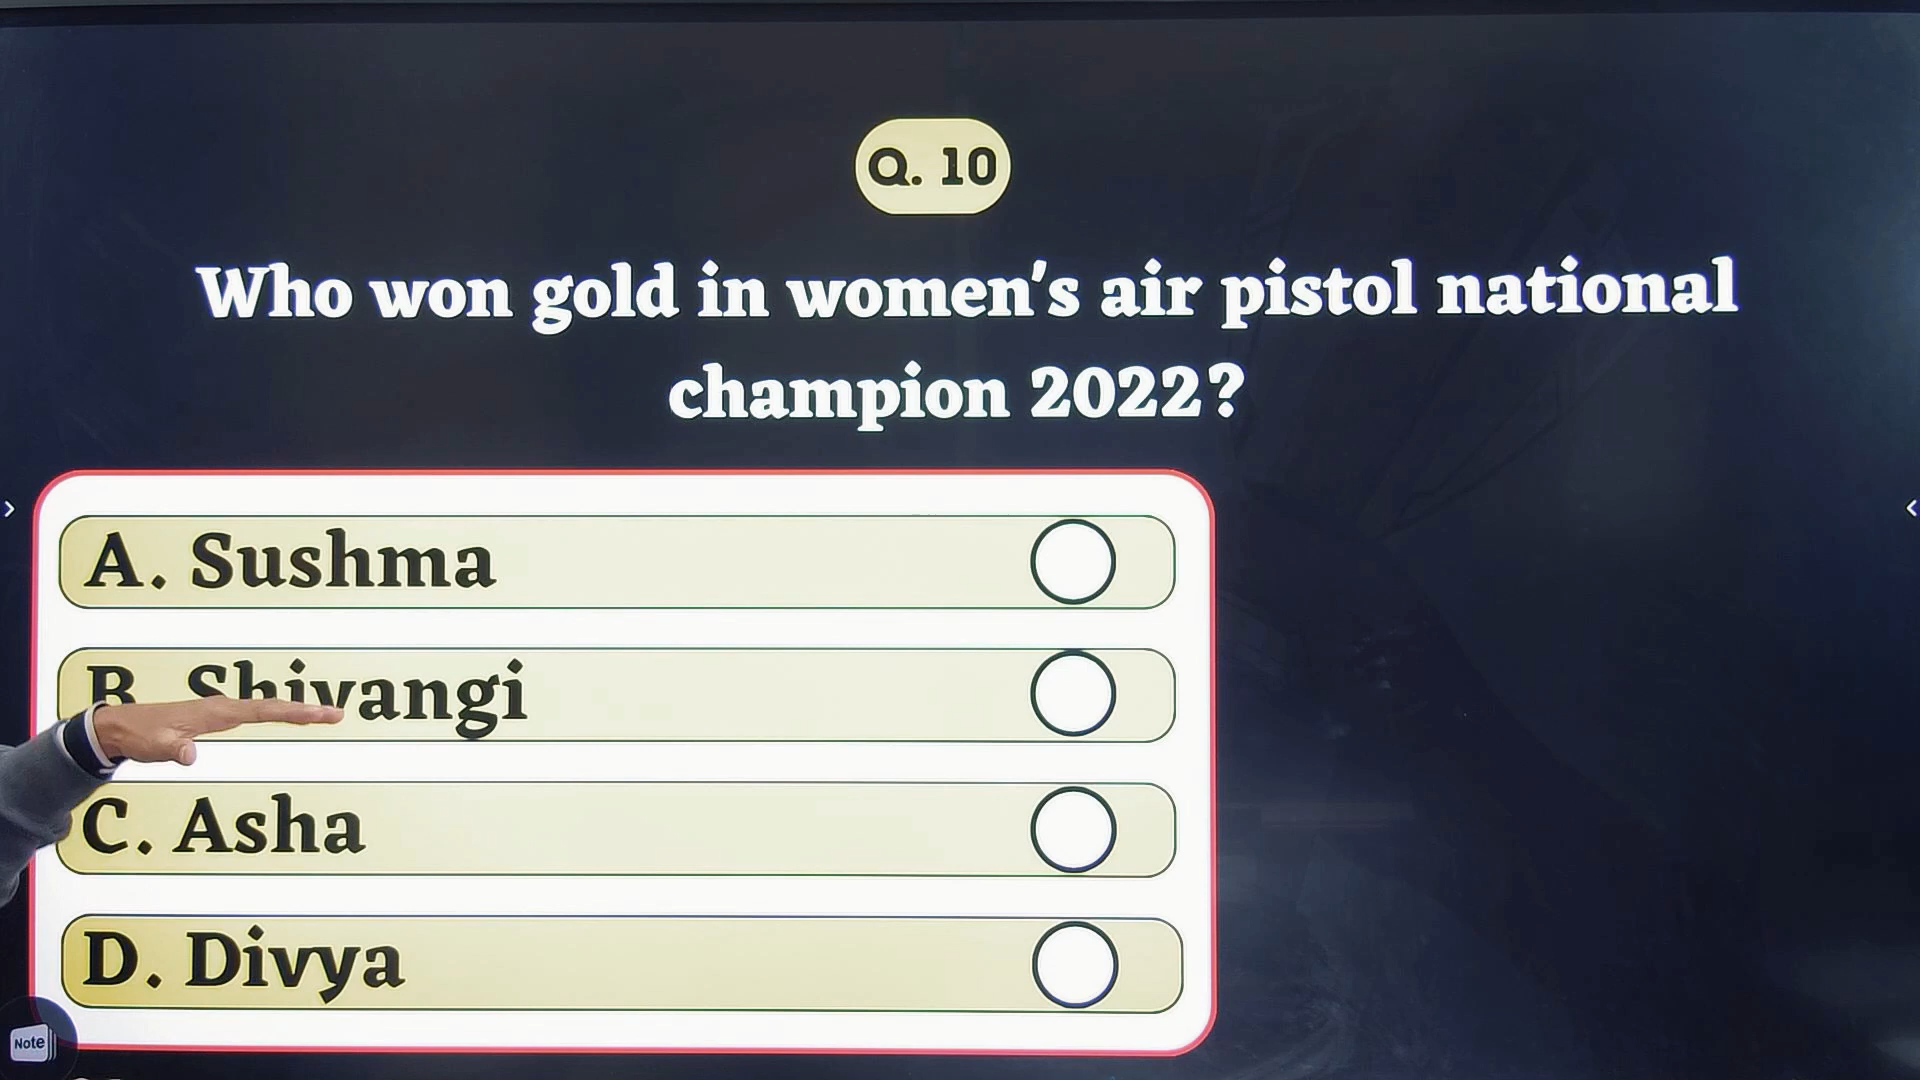 Q. 10
Who won gold in women's air pistol national
champion 2022?
A. Sushma
B. Shivangi
C. Asha
D. Divya
Note